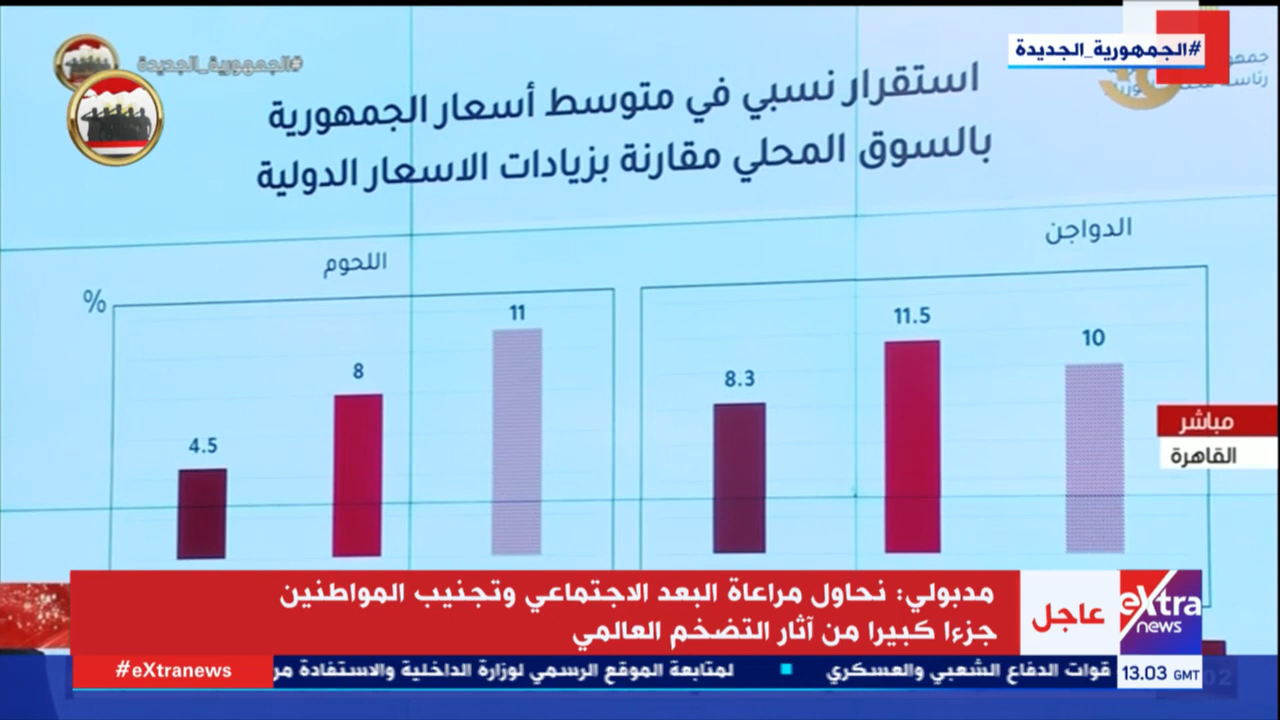 #الجمهورية_الجديدة
#الجمهورية_الجديدة
استقرار نسبي في متوسط أسعار الجمهورية
بالسوق المحلي مقارنة بزيادات الاسعار الدولية
الدواجن
اللحوم
%
4.5
8
11
8.3
11.5
10
مباشر
القاهرة
مدبولي: نحاول مراعاة البعد الاجتماعي وتجنيب المواطنين
جزءا كبيرا من آثار التضخم العالمي
عاجل
eXtra
news
قوات الدفاع الشعبي والعسكري
لمتابعة الموقع الرسمي لوزارة الداخلية والاستفادة
#eXtranews
13.03 GMT